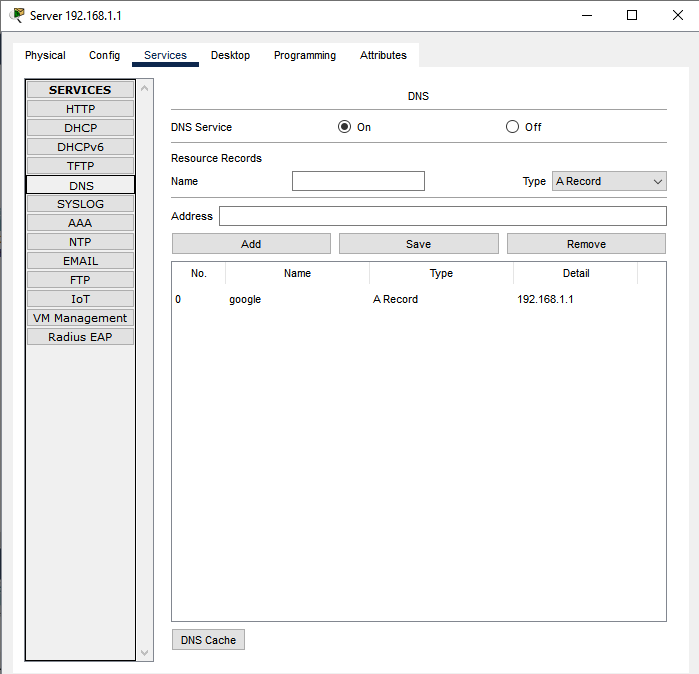 Server 192.168.1.1
Physical Config Services Desktop Programming Attributes
SERVICES
HTTP
DHCP
DHCPv6
TFTP
DNS
SYSLOG
AAA
NTP
EMAIL
FTP
IoT
VM Management
Radius EAP
DNS
DNS Service On Off
Resource Records
Name Type A Record
Address
Add Save Remove
No. Name Type Detail
0 google A Record 192.168.1.1
DNS Cache